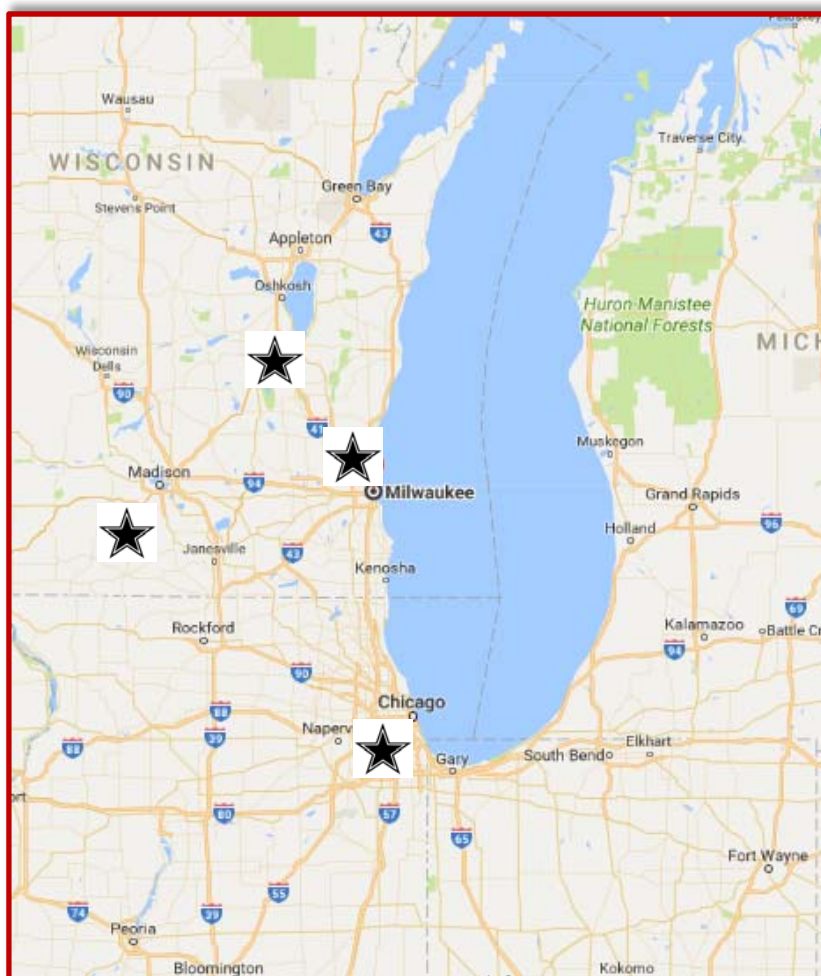 Petoskey
Wausau
Traverse City
WISCONSIN
Green Bay
Stevens Point
43
Appleton
Oshkosh
Huron-Manistee
National Forests
MICH
Wisconsin
Dells
90
41
Muskegon
Madison
94
Milwaukee
Grand Rapids
96
Holland
Janesville
43
Kenosha
69
Rockford
Kalamazoo
Battle Cr
94
90
Chicago
88
Naperv
39
88
Elkhart
South Bend
Gary
ort
80
57
65
Fort Wayne
55
74
39
Peoria
Bloomington
Kokomo